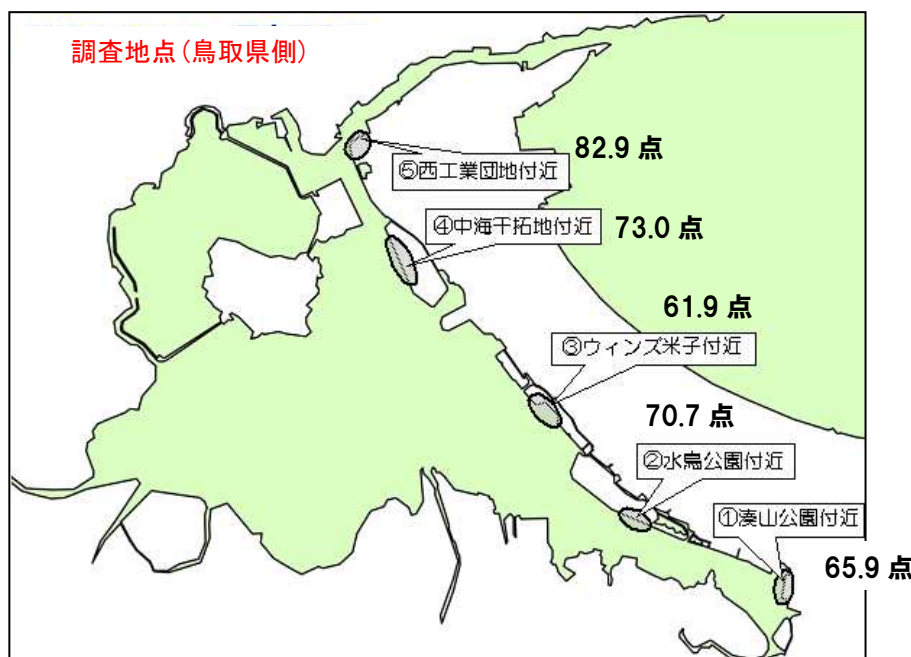 調査地点(鳥取県側)
82.9 点
⑤西工業団地付近
④中海干拓地付近
73.0 点
61.9 点
③ウィンズ米子付近
70.7 点
②水鳥公園付近
①湊山公園付近
65.9 点